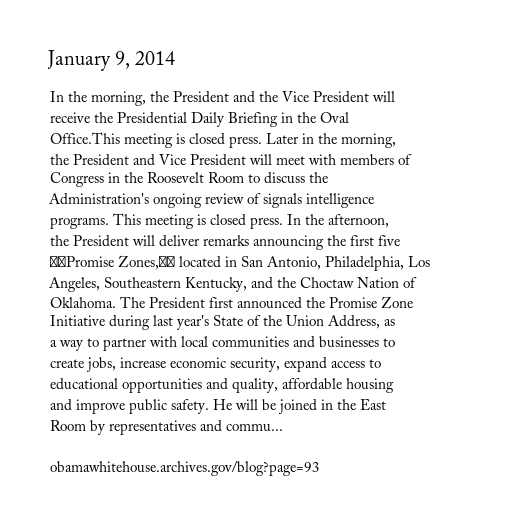 January 9, 2014
In the morning, the President and the Vice President will
receive the Presidential Daily Briefing in the Oval
Office.This meeting is closed press. Later in the morning,
the President and Vice President will meet with members of
Congress in the Roosevelt Room to discuss the
Administration's ongoing review of signals intelligence
programs. This meeting is closed press. In the afternoon,
the President will deliver remarks announcing the first five
Promise Zones, located in San Antonio, Philadelphia, Los
Angeles, Southeastern Kentucky, and the Choctaw Nation of
Oklahoma. The President first announced the Promise Zone
Initiative during last year's State of the Union Address, as
a way to partner with local communities and businesses to
create jobs, increase economic security, expand access to
educational opportunities and quality, affordable housing
and improve public safety. He will be joined in the East
Room by representatives and commu...
obamawhitehouse.archives.gov/blog?page=93